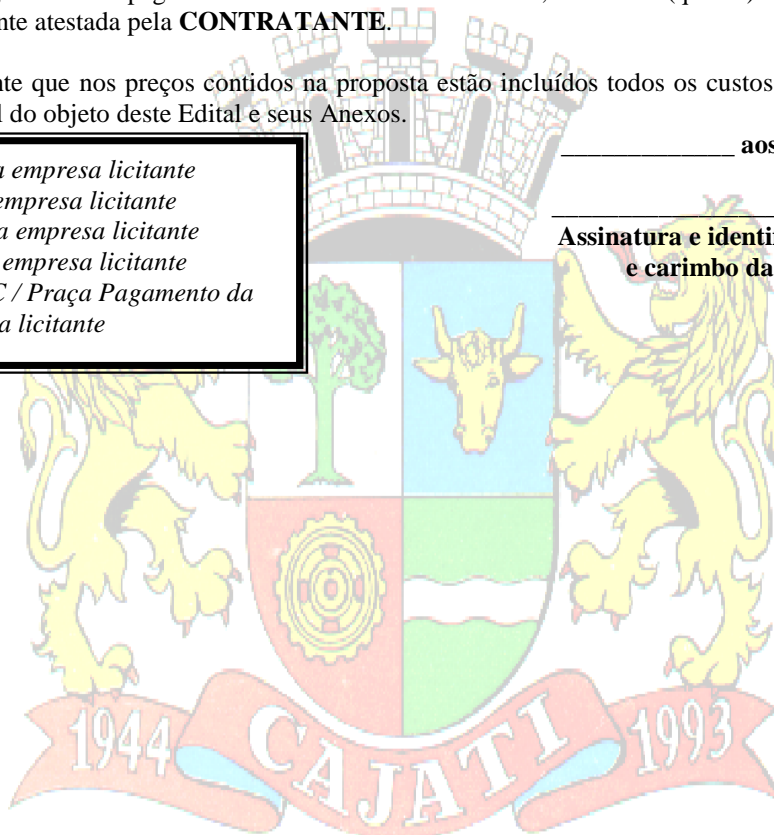 nte atestada pela CONTRATANTE.
nte que nos preços contidos na proposta estão incluídos todos os custos
l do objeto deste Edital e seus Anexos.
_____________ aos
a empresa licitante
empresa licitante
a empresa licitante
empresa licitante
C / Praça Pagamento da
a licitante
Assinatura e identi
e carimbo da
1944 CAJATI 1993